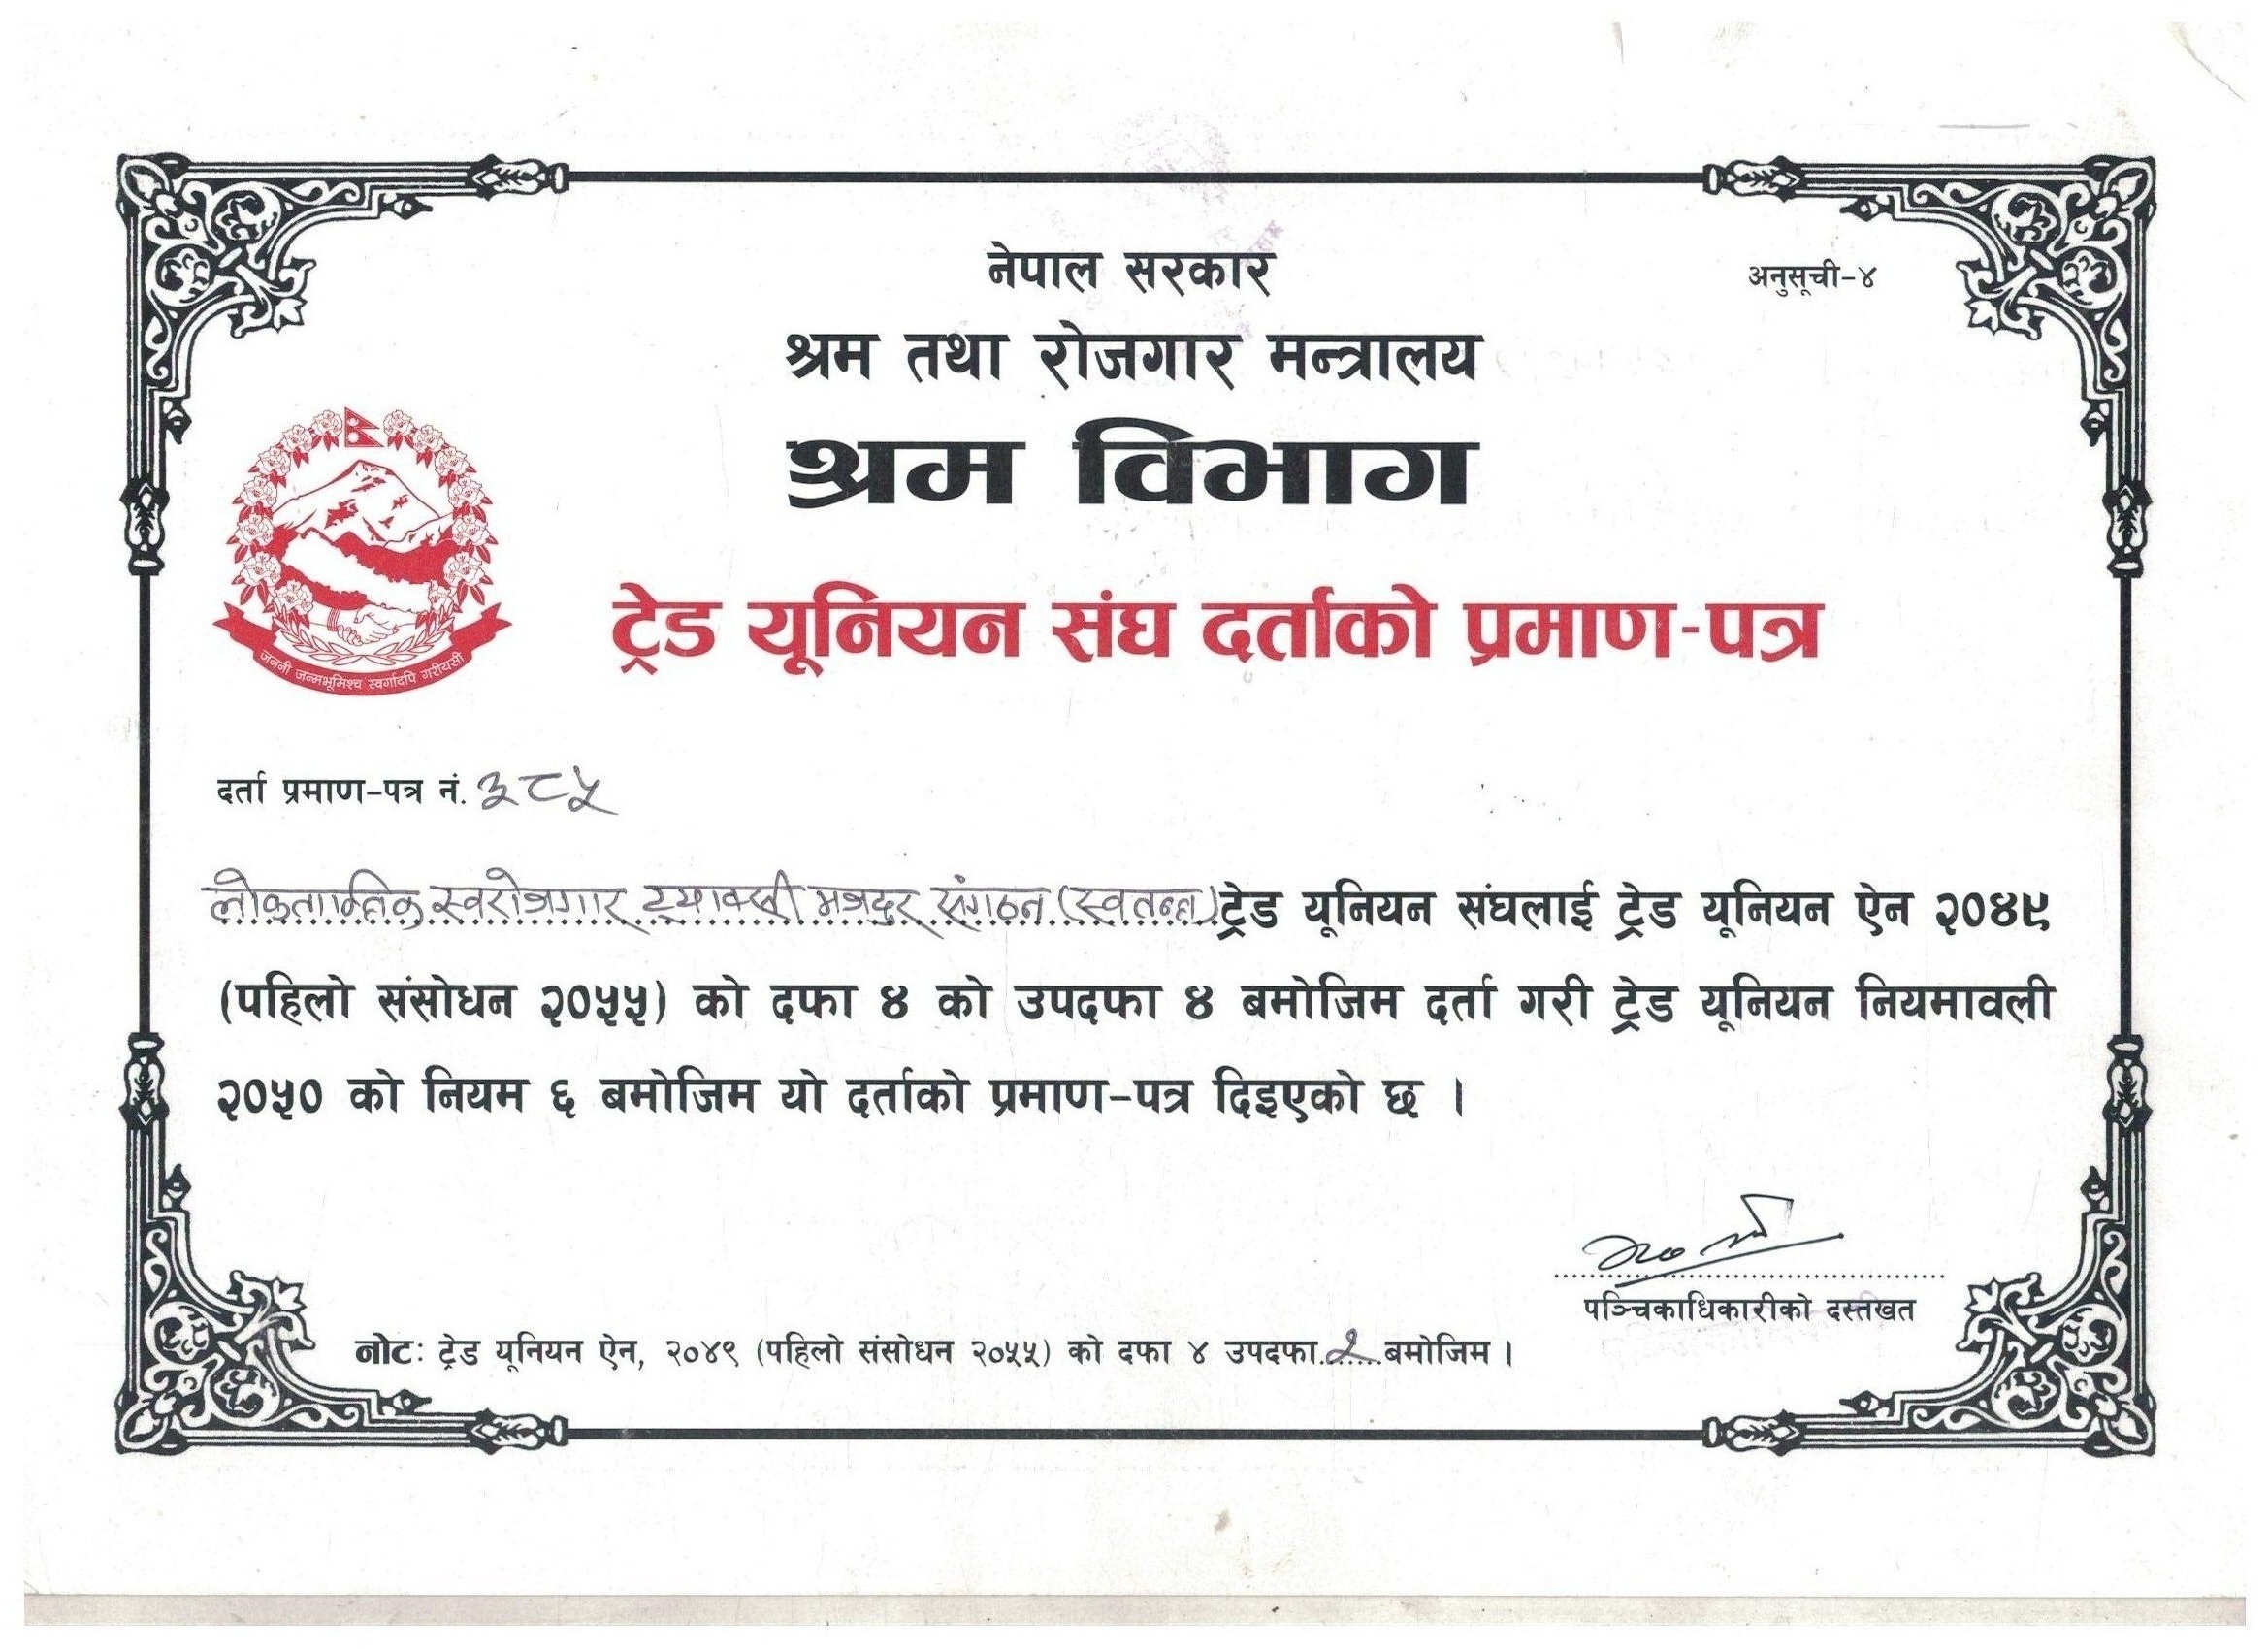 नेपाल सरकार
अनुसूची-४
श्रम तथा रोजगार मन्त्रालय
श्रम विभाग
ट्रेड यूनियन संघ दर्ताको प्रमाण-पत्र
जननी जन्मभूमिश्च स्वर्गादपि गरीयसी
दर्ता प्रमाण-पत्र नं. ३८५
लोकतान्त्रिक स्वरोजगार ट्याक्सी मजदुर संगठन (स्वतन्त्र) ट्रेड यूनियन संघलाई ट्रेड यूनियन ऐन २०४९
(पहिलो संसोधन २०५५) को दफा ४ को उपदफा ४ बमोजिम दर्ता गरी ट्रेड यूनियन नियमावली
२०५० को नियम ६ बमोजिम यो दर्ताको प्रमाण-पत्र दिइएको छ ।
पञ्चिकाधिकारीको दस्तखत
नोट: ट्रेड यूनियन ऐन, २०४९ (पहिलो संसोधन २०५५) को दफा ४ उपदफा २ बमोजिम ।